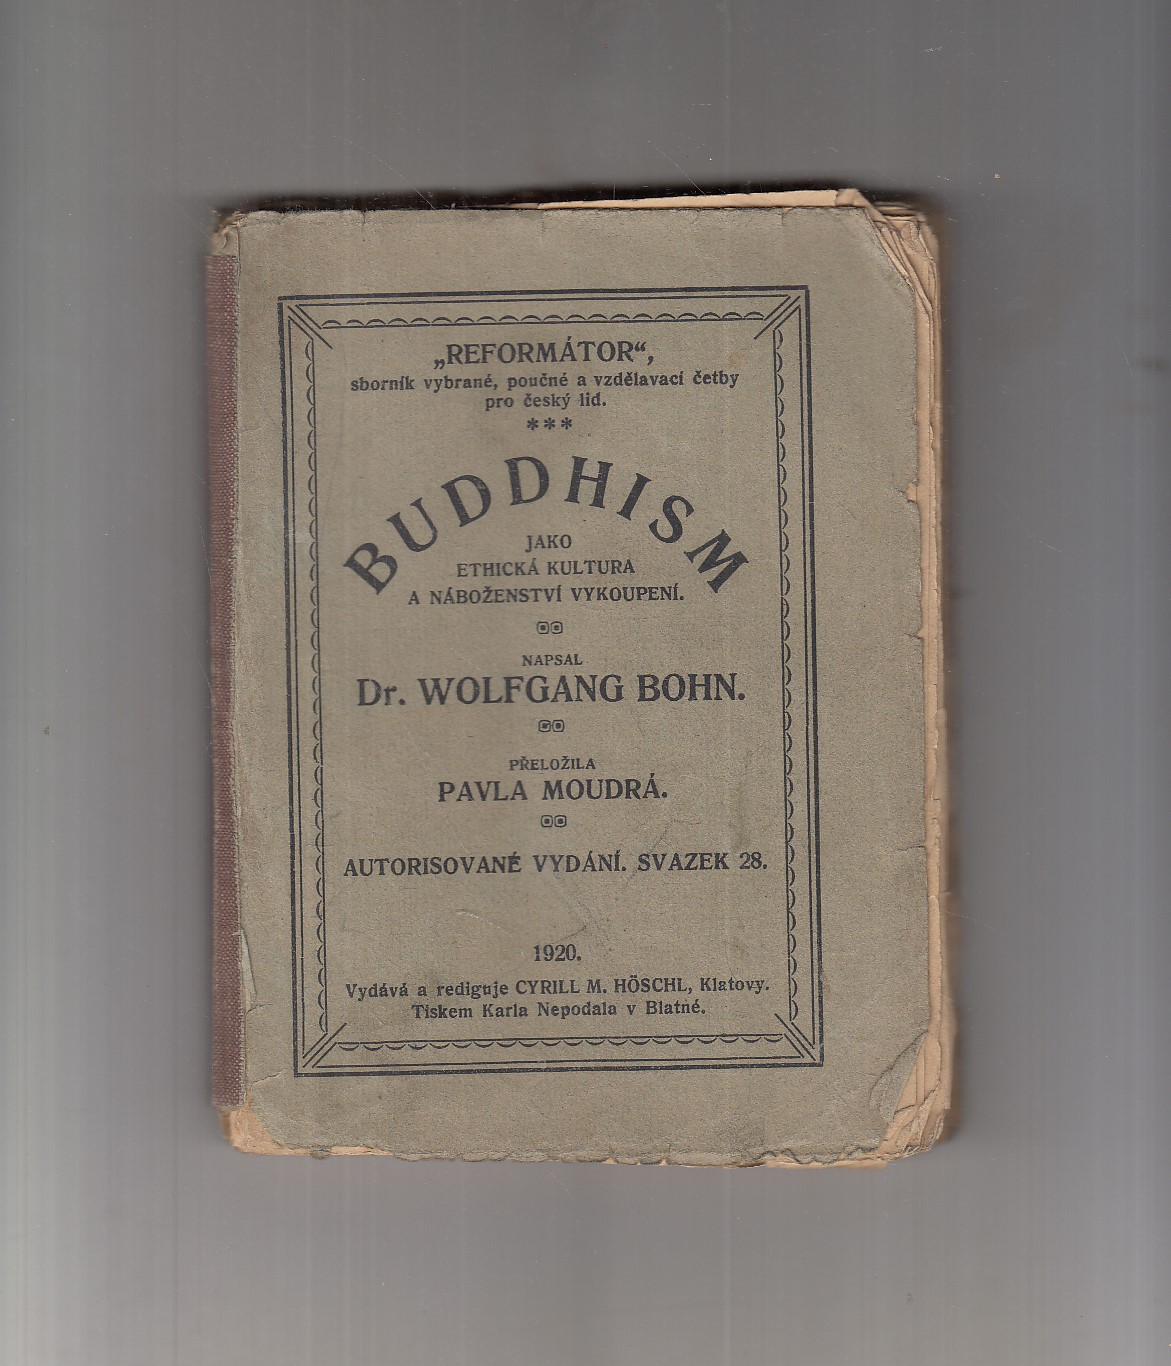 „REFORMÁTOR“,
sborník vybrané, poučné a vzdělavací četby
pro český lid.
***
BUDDHISM
JAKO
ETHICKÁ KULTURA
A NÁBOŽENSTVÍ VYKOUPENÍ.
NAPSAL
Dr. WOLFGANG BOHN.
PŘELOŽILA
PAVLA MOUDRÁ.
AUTORISOVANÉ VYDÁNÍ. SVAZEK 28.
1920.
Vydává a rediguje CYRILL M. HÖSCHL, Klatovy.
Tiskem Karla Nepodala v Blatné.